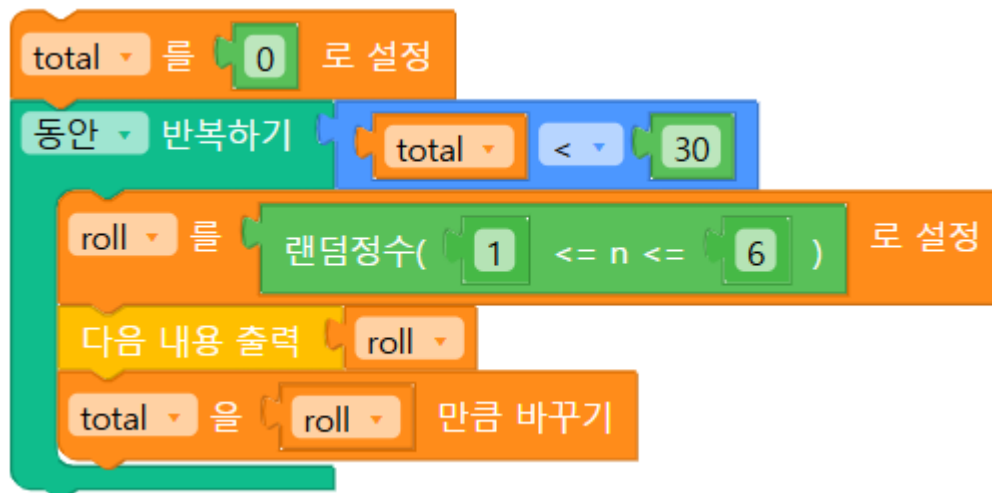 total 를 0 로 설정
동안 반복하기 total < 30
roll 를 랜덤정수( 1 <= n <= 6 ) 로 설정
다음 내용 출력 roll
total 을 roll 만큼 바꾸기